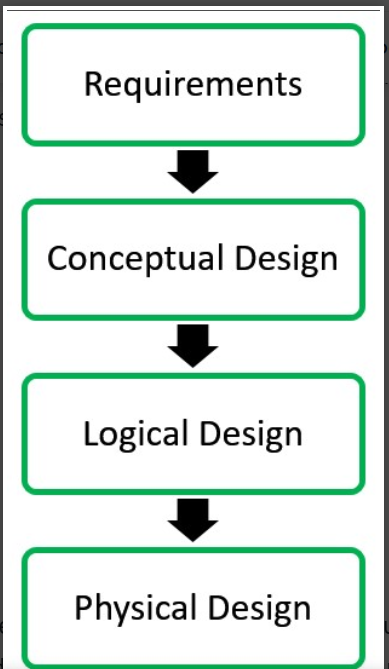 Requirements
Conceptual Design
Logical Design
Physical Design